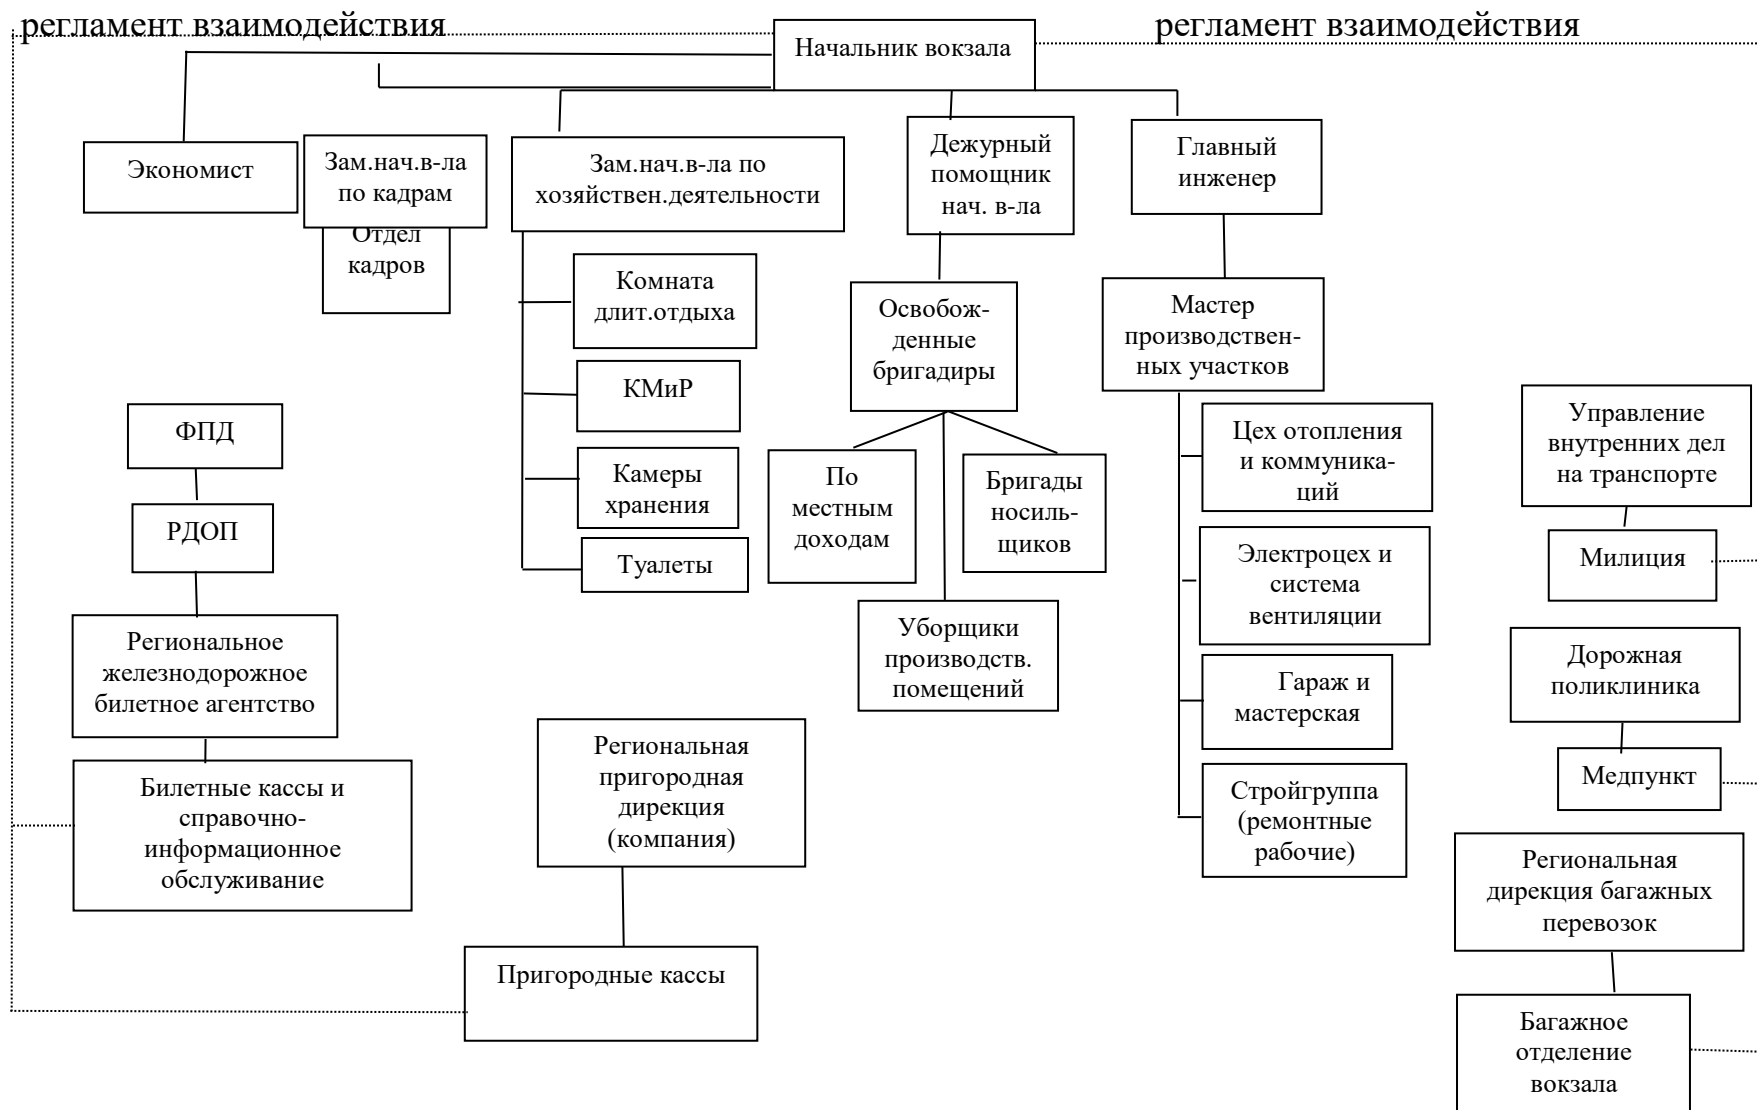 регламент взаимодействия
регламент взаимодействия
Начальник вокзала
Экономист
Зам.нач.в-ла
по кадрам
Отдел
кадров
Зам.нач.в-ла по
хозяйствен.деятельности
Дежурный
помощник
нач. в-ла
Главный
инженер
Комната
длит.отдыха
КМиР
Камеры
хранения
Туалеты
Освобож-
денные
бригадиры
По
местным
доходам
Бригады
носиль-
щиков
Уборщики
производств.
помещений
Мастер
производствен-
ных участков
Цех отопления
и коммуника-
ций
Электроцех и
система
вентиляции
Гараж и
мастерская
Стройгруппа
(ремонтные
рабочие)
ФПД
РДОП
Региональное
железнодорожное
билетное агентство
Билетные кассы и
справочно-
информационное
обслуживание
Региональная
пригородная
дирекция
(компания)
Пригородные кассы
Управление
внутренних дел
на транспорте
Милиция
Дорожная
поликлиника
Медпункт
Региональная
дирекция багажных
перевозок
Багажное
отделение
вокзала